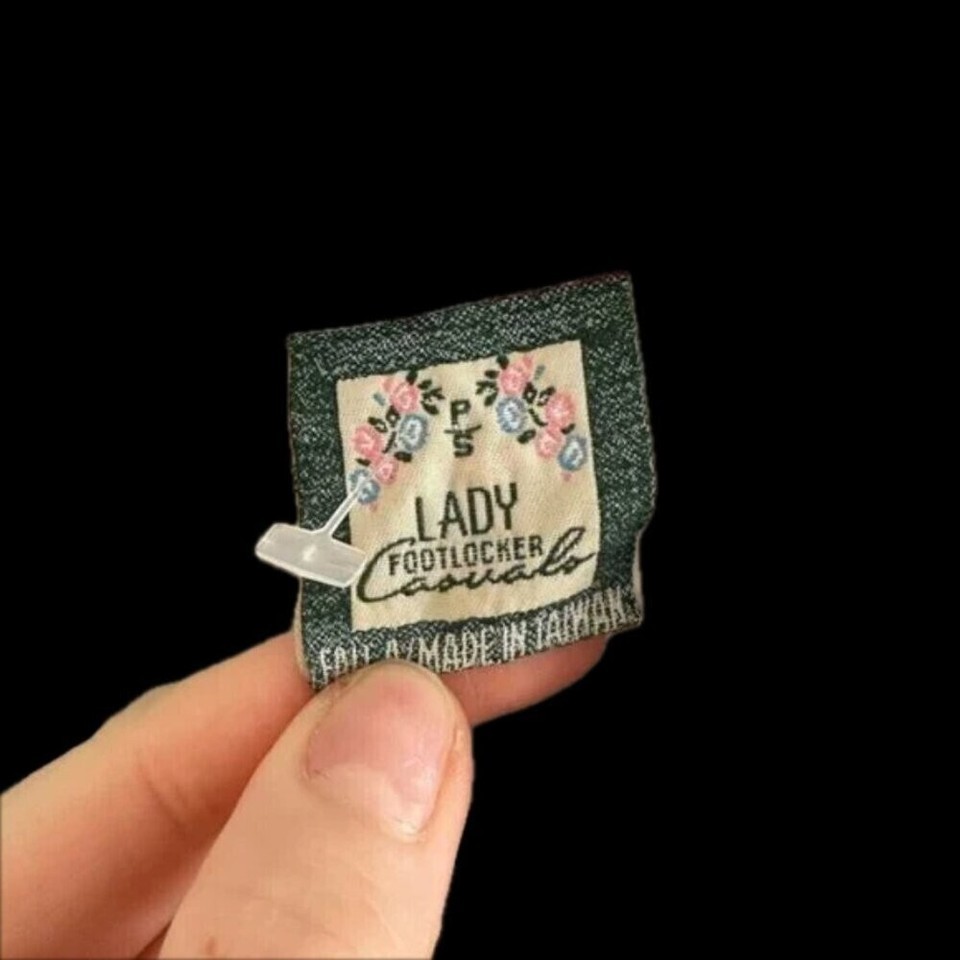 P
S
LADY
FOOTLOCKER
Casuals
MADE IN TAIWAN